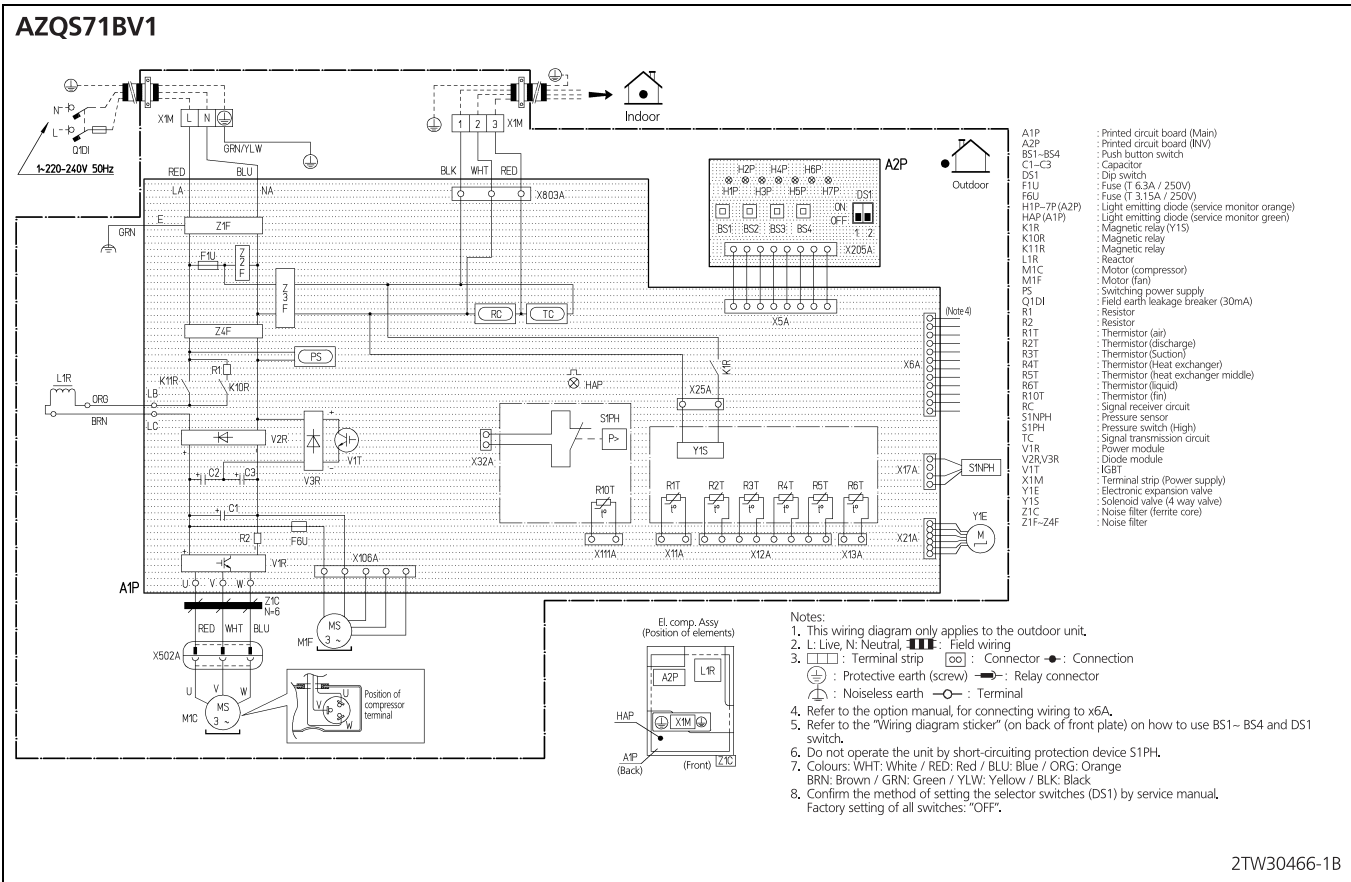 AZQS71BV1
N
L
Q1DI
1~220-240V 50Hz
X1M
L N
GRN/YLW
RED
BLU
LA
NA
E
GRN
Z1F
F1U
Z2F
Z3F
Z4F
PS
R1
K11R
K10R
L1R
ORG
BRN
LB
LC
V2R
+
C2
+
C3
V3R
V1T
+
-
+
C1
R2
F6U
V1R
A1P
U V W
Z1C
N=6
RED WHT BLU
X502A
U V W
MS
3 ~
M1C
X106A
MS
3 ~
M1F
Position of
compressor
terminal
U
V
W
Indoor
1 2 3
X1M
BLK WHT RED
X803A
RC
TC
HAP
S1PH
P>
X32A
R10T
t°
X111A
K1R
X25A
Y1S
R1T R2T R3T R4T R5T R6T
t° t° t° t° t° t°
X11A X12A X13A
A2P
H2P H4P H6P
H1P H3P H5P H7P
DS1
ON
OFF
1 2
BS1 BS2 BS3 BS4
X205A
X5A
(Note4)
X6A
X17A
S1NPH
X21A
Y1E
M
Outdoor
A1P : Printed circuit board (Main)
A2P : Printed circuit board (INV)
BS1~BS4 : Push button switch
C1~C3 : Capacitor
DS1 : Dip switch
F1U : Fuse (T 6.3A / 250V)
F6U : Fuse (T 3.15A / 250V)
H1P~7P (A2P) : Light emitting diode (service monitor orange)
HAP (A1P) : Light emitting diode (service monitor green)
K1R : Magnetic relay (Y1S)
K10R : Magnetic relay
K11R : Magnetic relay
L1R : Reactor
M1C : Motor (compressor)
M1F : Motor (fan)
PS : Switching power supply
Q1DI : Field earth leakage breaker (30mA)
R1 : Resistor
R2 : Resistor
R1T : Thermistor (air)
R2T : Thermistor (discharge)
R3T : Thermistor (Suction)
R4T : Thermistor (Heat exchanger)
R5T : Thermistor (heat exchanger middle)
R6T : Thermistor (liquid)
R10T : Thermistor (fin)
RC : Signal receiver circuit
S1NPH : Pressure sensor
S1PH : Pressure switch (High)
TC : Signal transmission circuit
V1R : Power module
V2R,V3R : Diode module
V1T : IGBT
X1M : Terminal strip (Power supply)
Y1E : Electronic expansion valve
Y1S : Solenoid valve (4 way valve)
Z1C : Noise filter (ferrite core)
Z1F~Z4F : Noise filter
El. comp. Assy
(Position of elements)
A2P
L1R
HAP
X1M
A1P
(Back)
(Front)
Z1C
Notes:
1. This wiring diagram only applies to the outdoor unit.
2. L: Live, N: Neutral, : Field wiring
3. : Terminal strip : Connector : Connection
: Protective earth (screw) : Relay connector
: Noiseless earth : Terminal
4. Refer to the option manual, for connecting wiring to x6A.
5. Refer to the "Wiring diagram sticker" (on back of front plate) on how to use BS1~ BS4 and DS1
switch.
6. Do not operate the unit by short-circuiting protection device S1PH.
7. Colours: WHT: White / RED: Red / BLU: Blue / ORG: Orange
BRN: Brown / GRN: Green / YLW: Yellow / BLK: Black
8. Confirm the method of setting the selector switches (DS1) by service manual.
Factory setting of all switches: "OFF".
2TW30466-1B